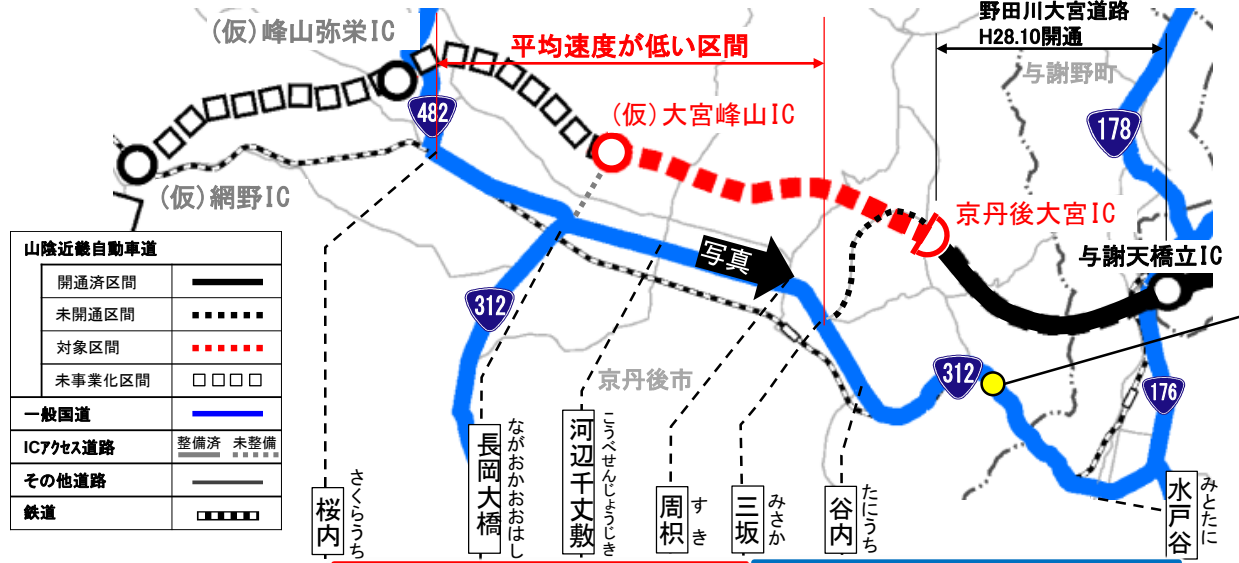 野田川大宮道路
H28.10開通
(仮)峰山弥栄IC
平均速度が低い区間
与謝野町
482
(仮)大宮峰山IC
178
(仮)網野IC
京丹後大宮IC
写真
与謝天橋立IC
312
京丹後市
312
176
山陰近畿自動車道
開通済区間
未開通区間
対象区間
未事業化区間
一般国道
ICアクセス道路 整備済 未整備
その他道路
鉄道
桜内
さくらうち
長岡大橋
ながおかおおはし
河辺千丈敷
こうべせんじょうじき
周枳
すき
三坂
みさか
谷内
たにうち
水戸谷
みとたに